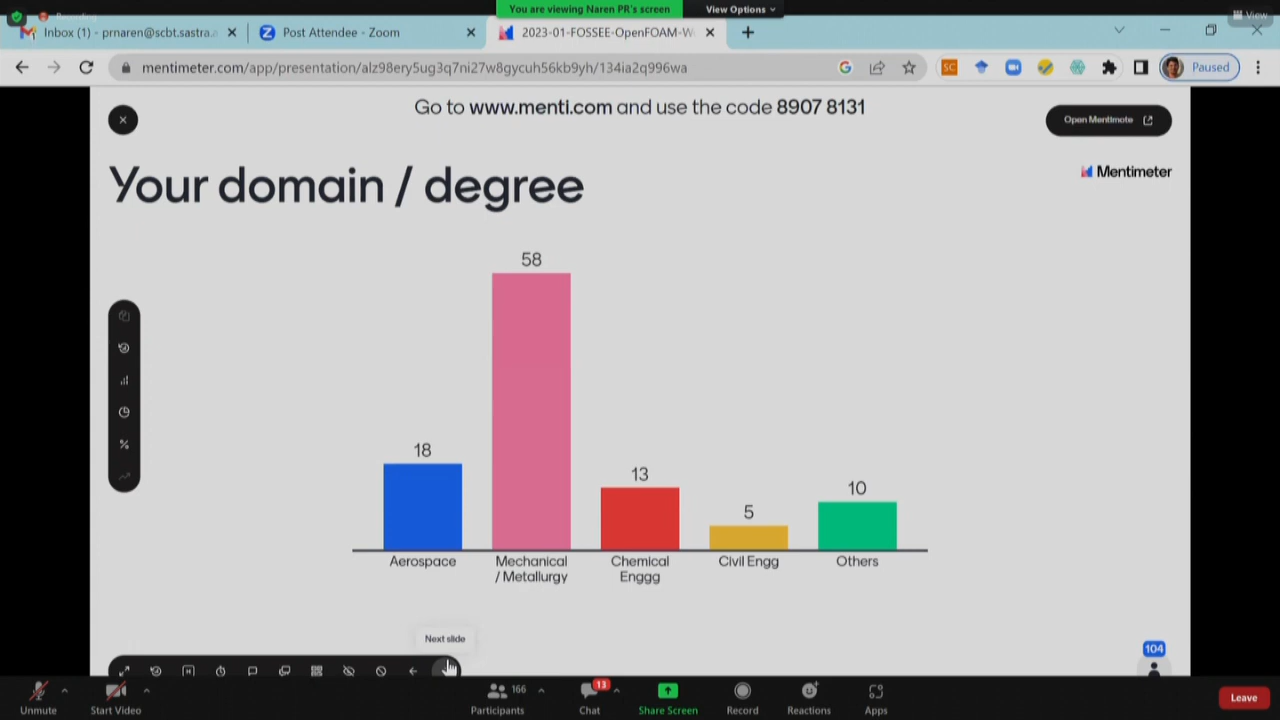 Recording
You are viewing Naren PR's screen
View Options
View
Inbox (1) - prnaren@scbt.sastra.a
Post Attendee - Zoom
2023-01-FOSSEE-OpenFOAM-W
mentimeter.com/app/presentation/alz98ery5ug3q7ni27w8gycuh56kb9yh/134ia2q996wa
SC
Paused
Go to www.menti.com and use the code 8907 8131
Open Mentimote
Your domain / degree
Mentimeter
58
18
13
5
10
Aerospace
Mechanical
/ Metallurgy
Chemical
Enggg
Civil Engg
Others
Next slide
104
Unmute
Start Video
166
Participants
13
Chat
Share Screen
Record
Reactions
Apps
Leave